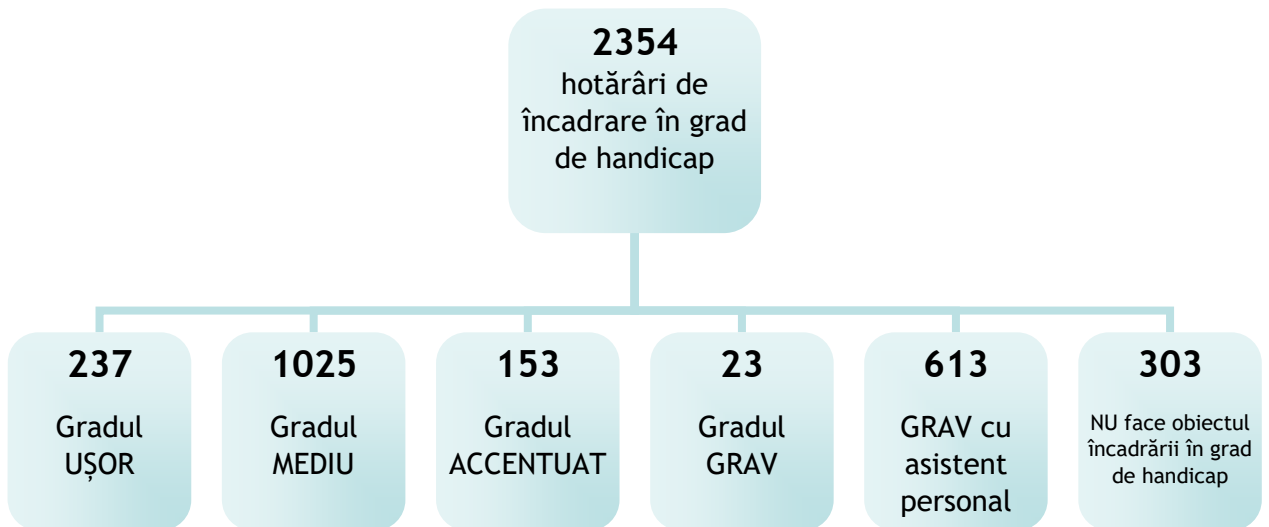 2354
hotărâri de
încadrare în grad
de handicap
237
Gradul
UȘOR
1025
Gradul
MEDIU
153
Gradul
ACCENTUAT
23
Gradul
GRAV
613
GRAV cu
asistent
personal
303
NU face obiectul
încadrării în grad
de handicap